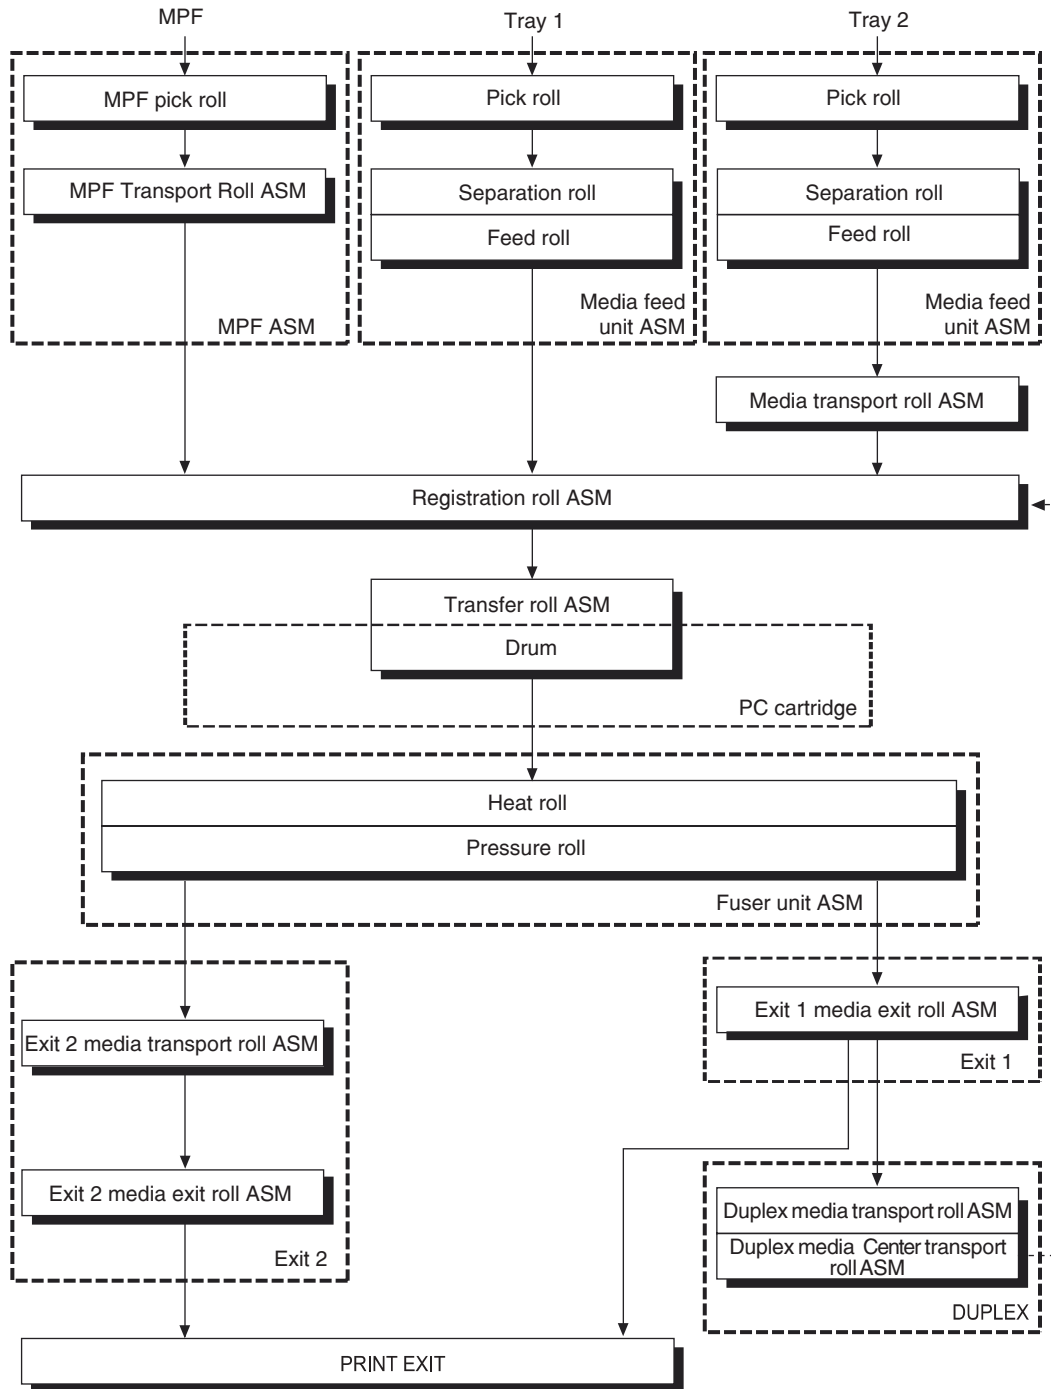 MPF
Tray 1
Tray 2
MPF pick roll
Pick roll
Pick roll
MPF Transport Roll ASM
Separation roll
Feed roll
Separation roll
Feed roll
MPF ASM
Media feed
unit ASM
Media feed
unit ASM
Media transport roll ASM
Registration roll ASM
Transfer roll ASM
Drum
PC cartridge
Heat roll
Pressure roll
Fuser unit ASM
Exit 2 media transport roll ASM
Exit 1 media exit roll ASM
Exit 1
Exit 2 media exit roll ASM
Exit 2
Duplex media transport roll ASM
Duplex media Center transport
roll ASM
DUPLEX
PRINT EXIT